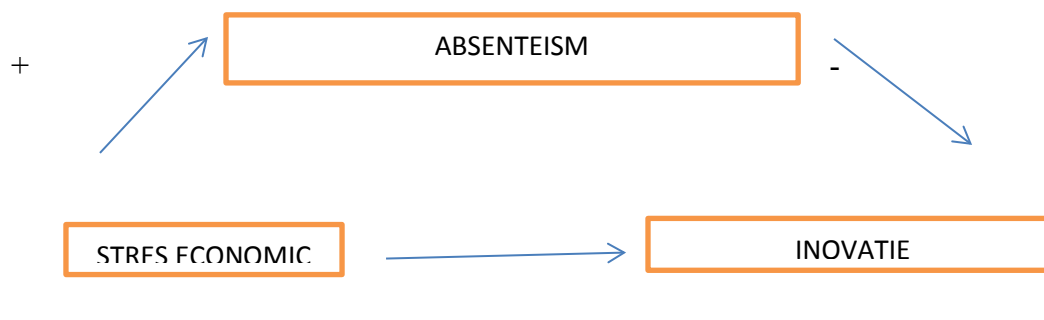 ABSENTEISM
+
-
STRES ECONOMIC
INOVATIE